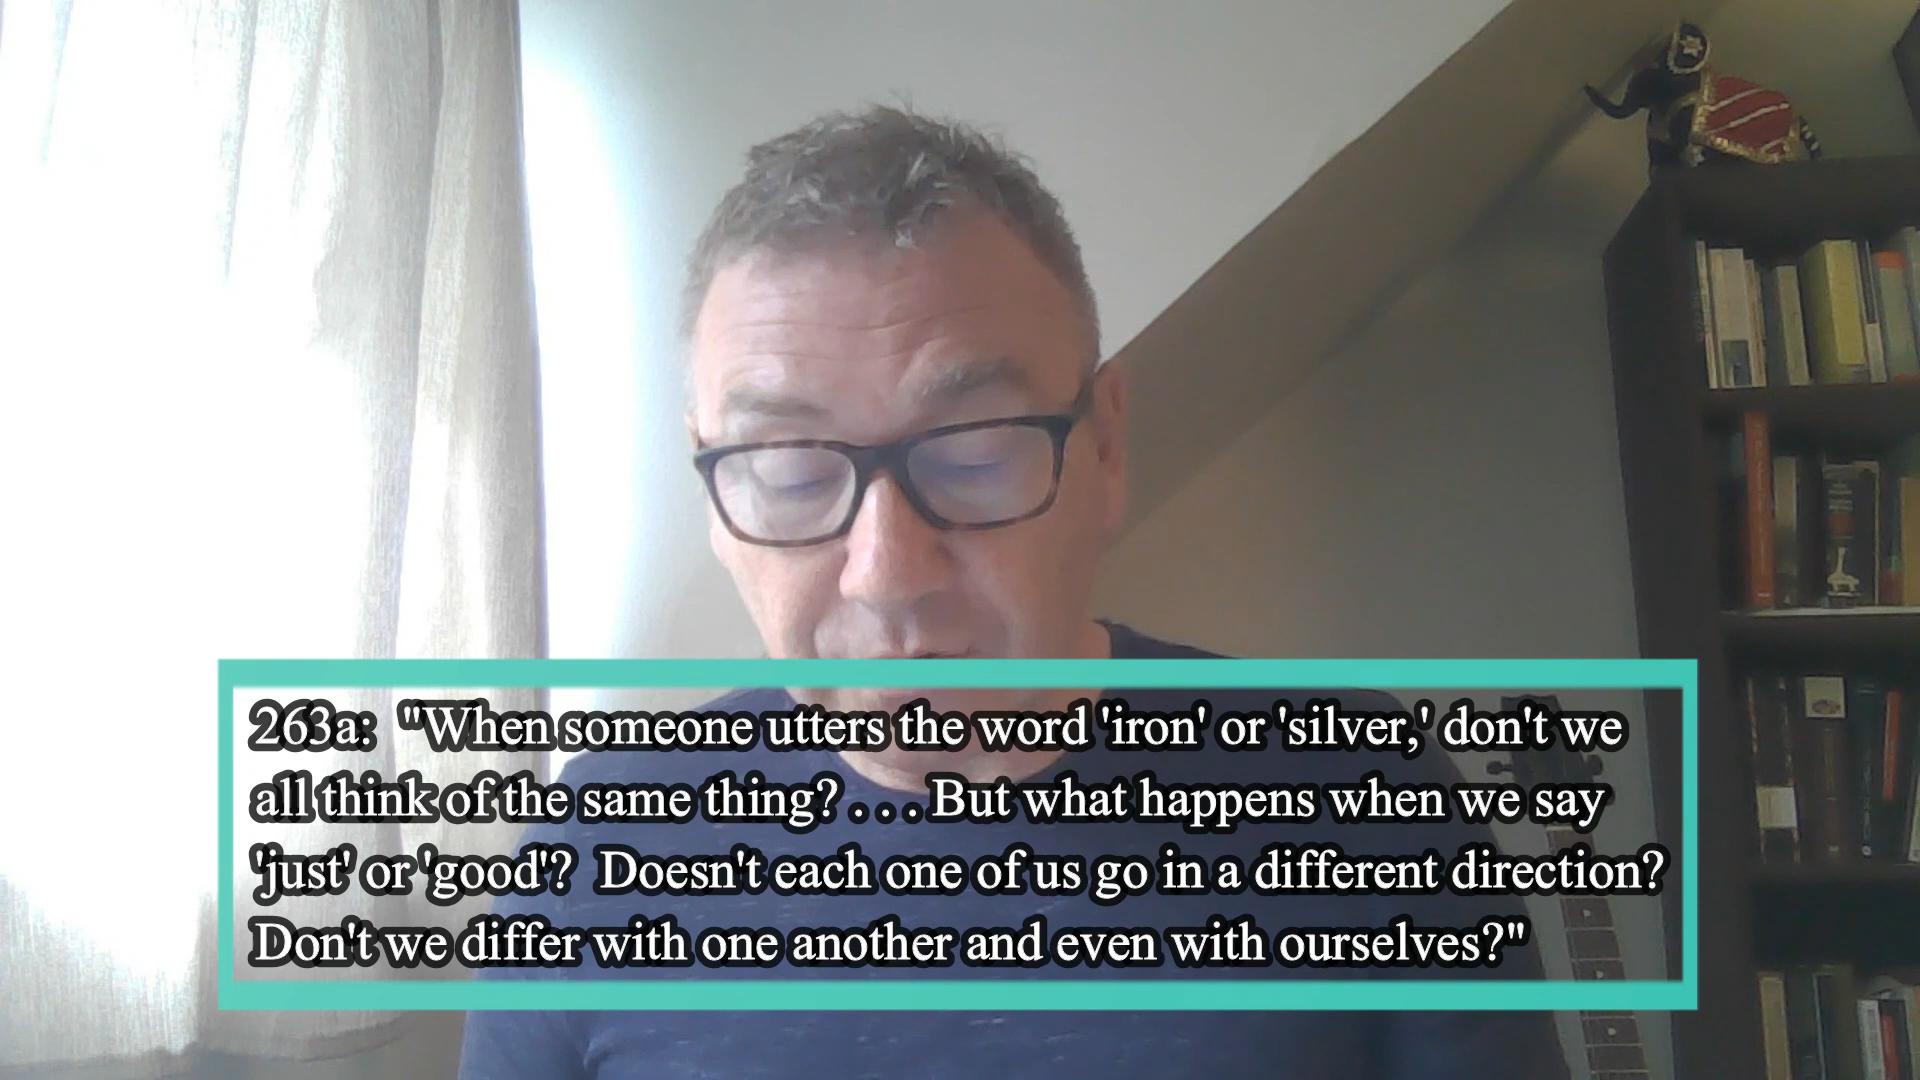 263a:  "When someone utters the word 'iron' or 'silver,' don't we
all think of the same thing? . . . But what happens when we say
'just' or 'good'?  Doesn't each one of us go in a different direction?
Don't we differ with one another and even with ourselves?"